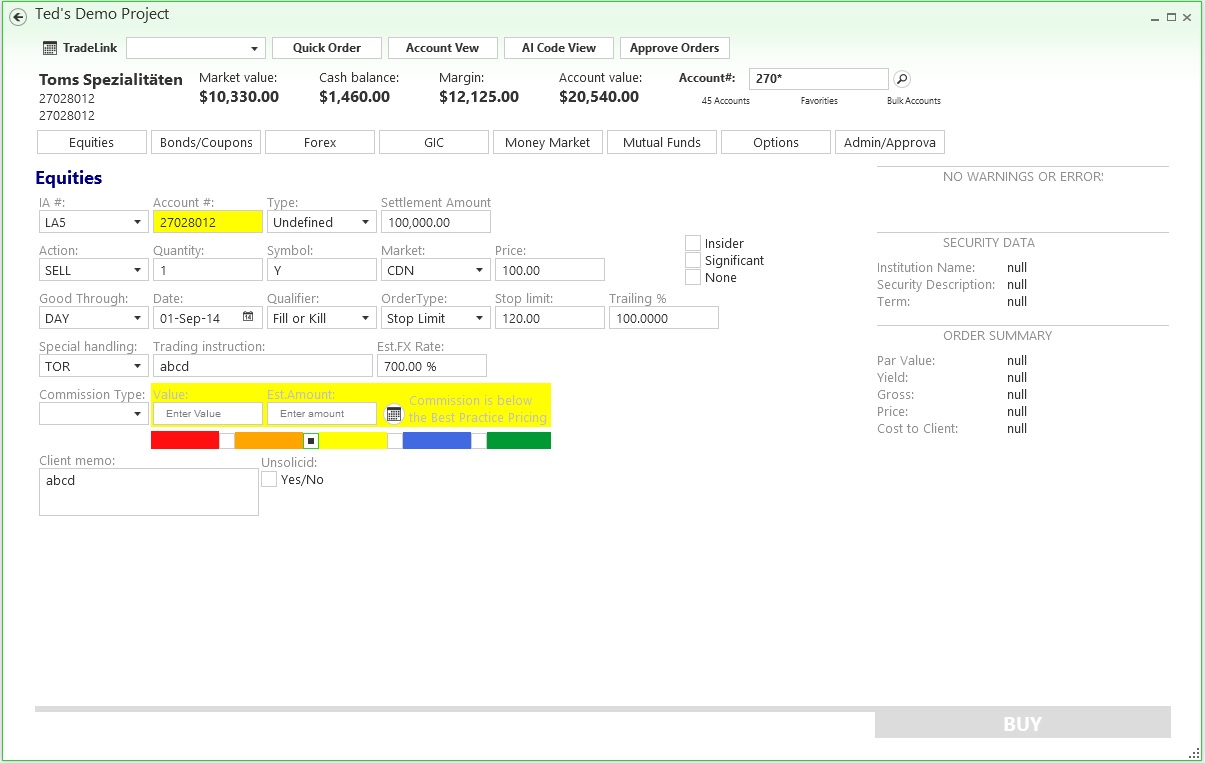 Ted's Demo Project
TradeLink Quick Order Account Vew AI Code View Approve Orders
Toms Spezialitäten Market value: Cash balance: Margin: Account value: Account#: 270*
27028012 $10,330.00 $1,460.00 $12,125.00 $20,540.00 45 Accounts Favorities Bulk Accounts
27028012
Equities Bonds/Coupons Forex GIC Money Market Mutual Funds Options Admin/Approva
Equities
IA #: Account #: Type: Settlement Amount
LA5 27028012 Undefined 100,000.00
Action: Quantity: Symbol: Market: Price:
SELL 1 Y CDN 100.00
Insider
Significant
None
Good Through: Date: Qualifier: OrderType: Stop limit: Trailing %
DAY 01-Sep-14 14 Fill or Kill Stop Limit 120.00 100.0000
Special handling: Trading instruction: Est.FX Rate:
TOR abcd 700.00 %
Commission Type: Value: Est.Amount:
Enter Value Enter amount
Commission is below
the Best Practice Pricing
Client memo: Unsolicid:
abcd Yes/No
NO WARNINGS OR ERROR!
SECURITY DATA
Institution Name: null
Security Description: null
Term: null
ORDER SUMMARY
Par Value: null
Yield: null
Gross: null
Price: null
Cost to Client: null
BUY